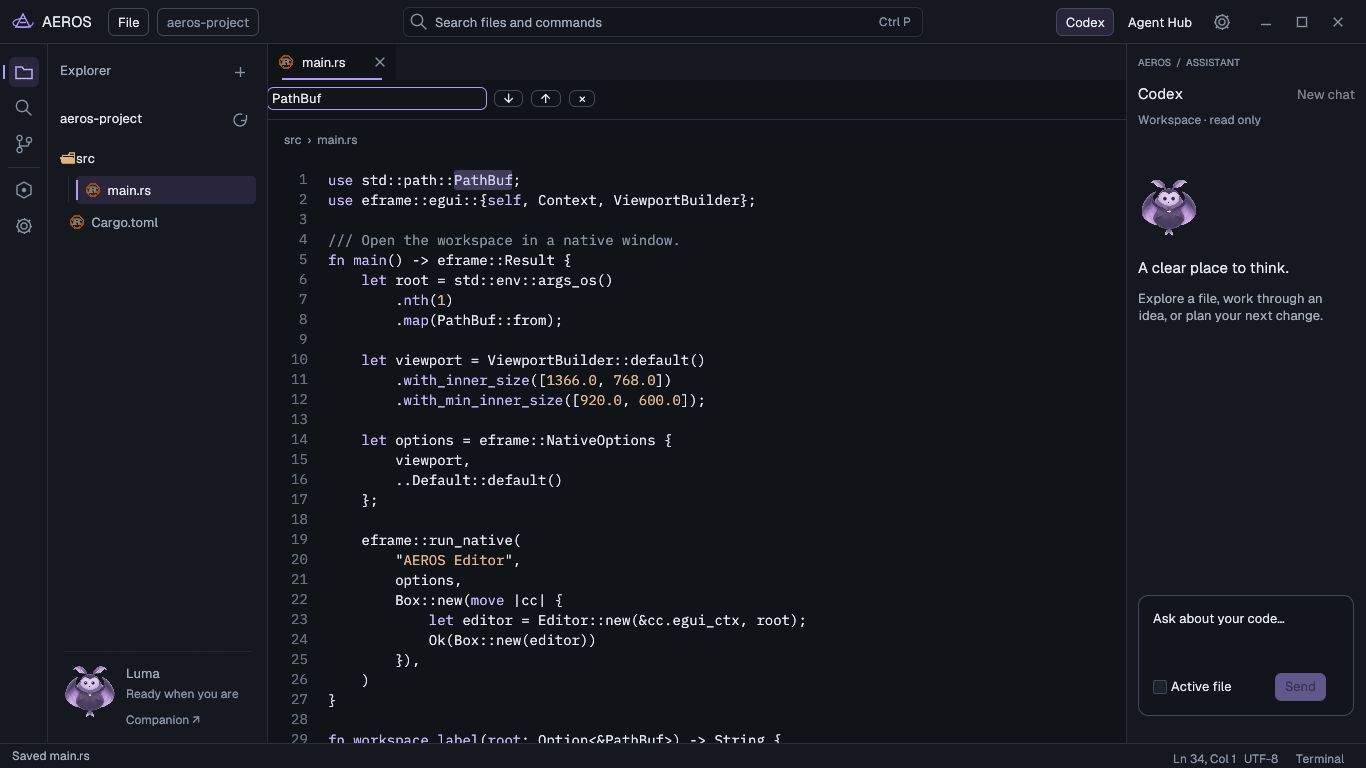 AEROS File aeros-project Search files and commands Ctrl P Codex Agent Hub
Explorer
aeros-project
src
main.rs
Cargo.toml
Luma
Ready when you are
Companion ↗
main.rs
PathBuf
src › main.rs
1 use std::path::PathBuf;
2 use eframe::egui::{self, Context, ViewportBuilder};
3
4 /// Open the workspace in a native window.
5 fn main() -> eframe::Result {
6     let root = std::env::args_os()
7         .nth(1)
8         .map(PathBuf::from);
9
10     let viewport = ViewportBuilder::default()
11         .with_inner_size([1366.0, 768.0])
12         .with_min_inner_size([920.0, 600.0]);
13
14     let options = eframe::NativeOptions {
15         viewport,
16         ..Default::default()
17     };
18
19     eframe::run_native(
20         "AEROS Editor",
21         options,
22         Box::new(move |cc| {
23             let editor = Editor::new(&cc.egui_ctx, root);
24             Ok(Box::new(editor))
25         }),
26     )
27 }
28
29 fn workspace_label(root: Option<&PathBuf>) -> String {
AEROS / ASSISTANT
Codex New chat
Workspace · read only
A clear place to think.
Explore a file, work through an
idea, or plan your next change.
Ask about your code…
Active file Send
Saved main.rs Ln 34, Col 1 UTF-8 Terminal